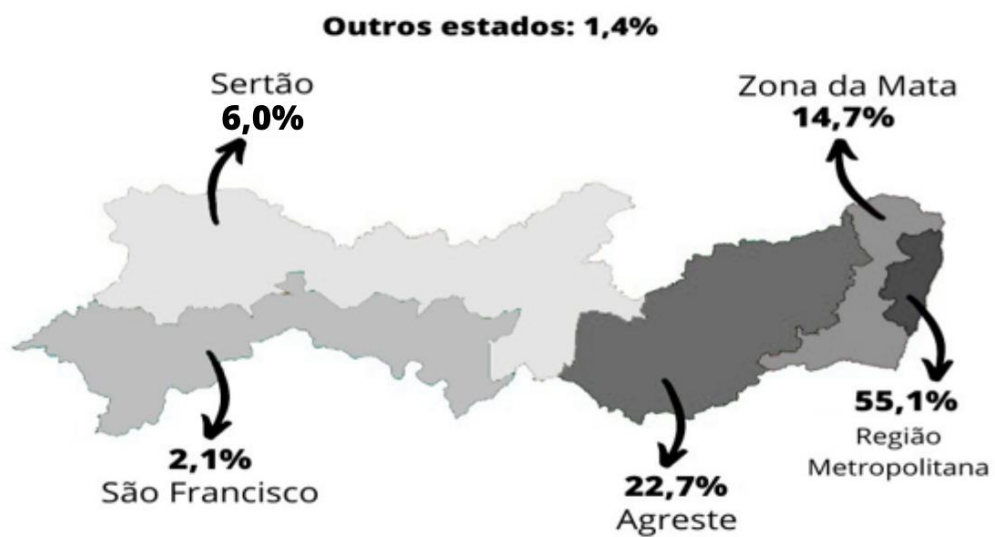 Outros estados: 1,4%
Sertão
6,0%
Zona da Mata
14,7%
55,1%
Região
Metropolitana
2,1%
São Francisco
22,7%
Agreste